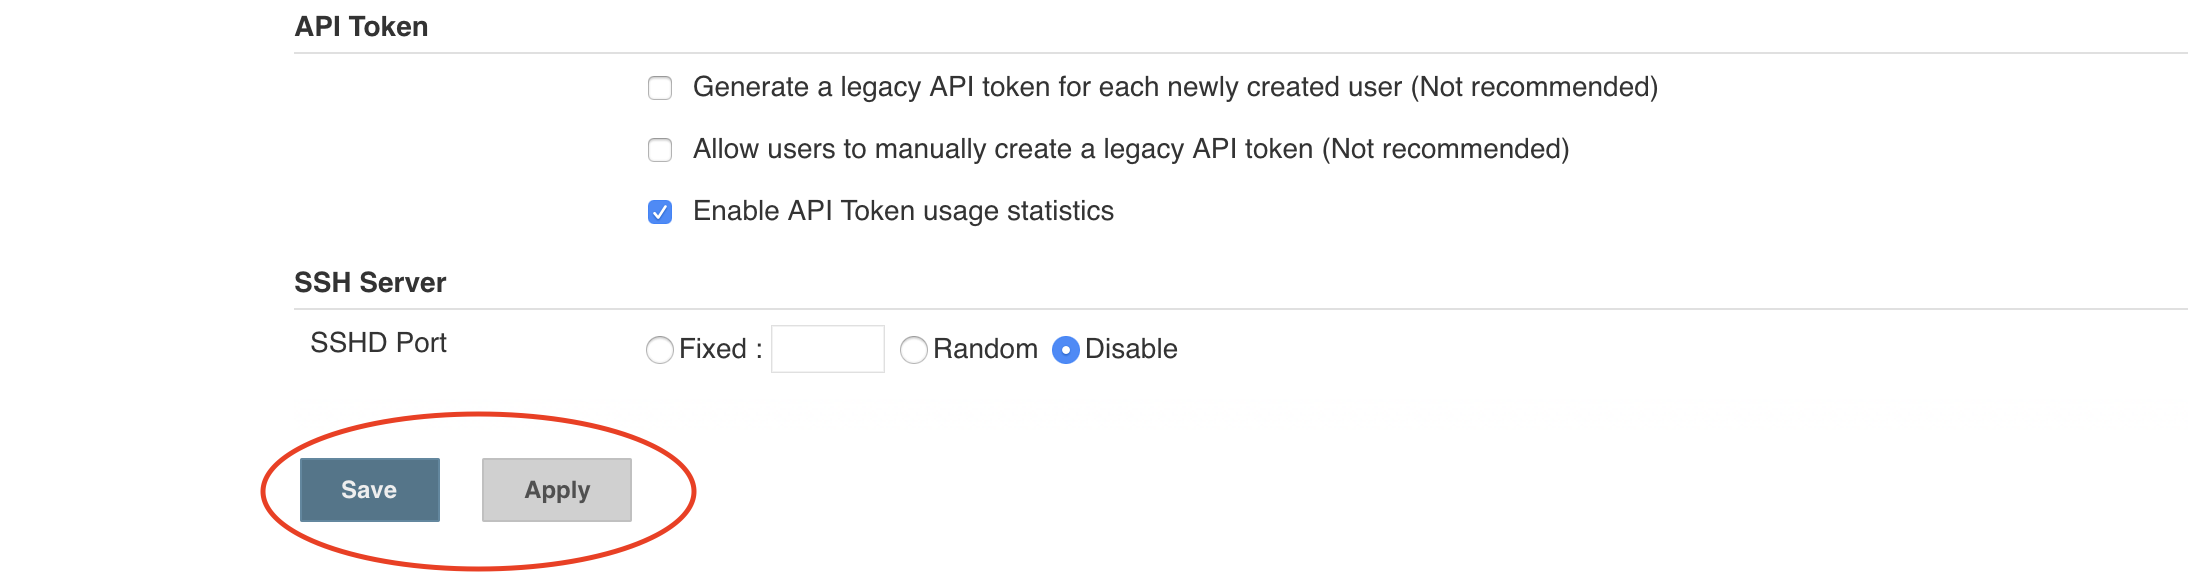 API Token
Generate a legacy API token for each newly created user (Not recommended)
Allow users to manually create a legacy API token (Not recommended)
Enable API Token usage statistics
SSH Server
SSHD Port Fixed : Random Disable
Save Apply